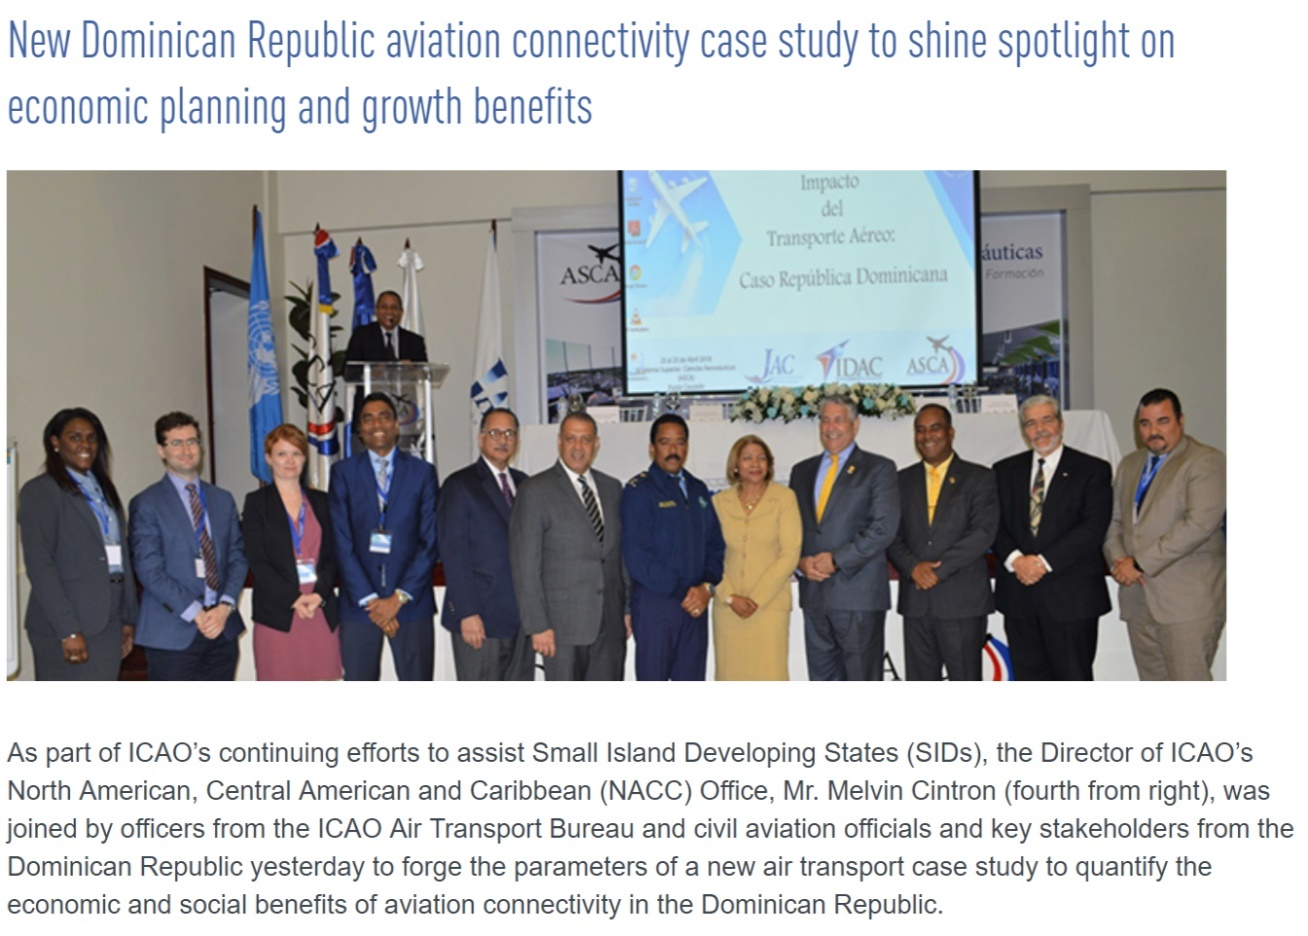 New Dominican Republic aviation connectivity case study to shine spotlight on
economic planning and growth benefits
Impacto
del
Transporte Aéreo:
Caso República Dominicana
ASCA
áuticas
Formación
JAC
IDAC
ASCA
As part of ICAO’s continuing efforts to assist Small Island Developing States (SIDs), the Director of ICAO’s
North American, Central American and Caribbean (NACC) Office, Mr. Melvin Cintron (fourth from right), was
joined by officers from the ICAO Air Transport Bureau and civil aviation officials and key stakeholders from the
Dominican Republic yesterday to forge the parameters of a new air transport case study to quantify the
economic and social benefits of aviation connectivity in the Dominican Republic.